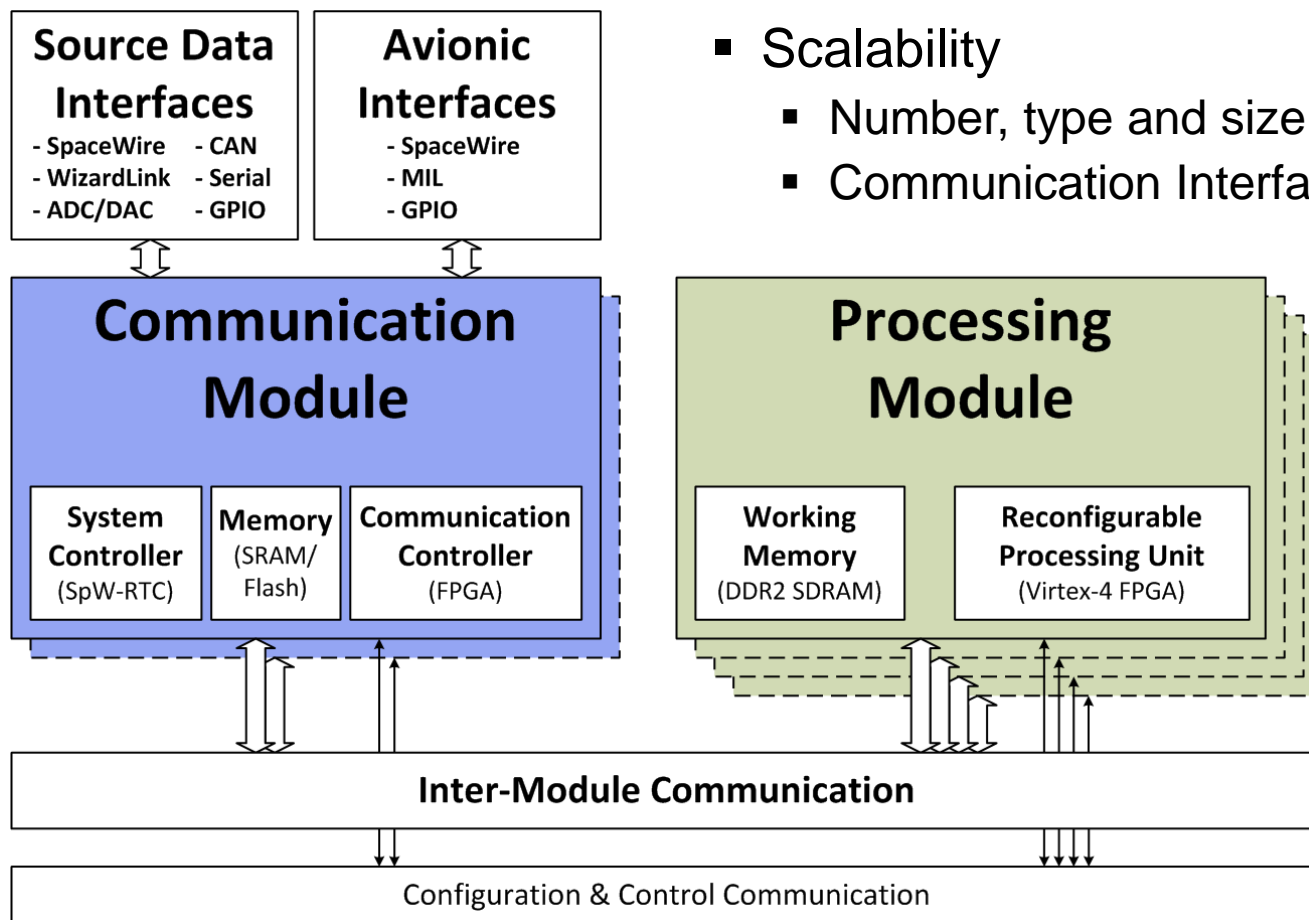 Source Data
Interfaces
- SpaceWire - CAN
- WizardLink - Serial
- ADC/DAC - GPIO
Avionic
Interfaces
- SpaceWire
- MIL
- GPIO
▪ Scalability
▪ Number, type and size
▪ Communication Interfa
Communication
Module
System
Controller
(SpW-RTC)
Memory
(SRAM/
Flash)
Communication
Controller
(FPGA)
Processing
Module
Working
Memory
(DDR2 SDRAM)
Reconfigurable
Processing Unit
(Virtex-4 FPGA)
Inter-Module Communication
Configuration & Control Communication